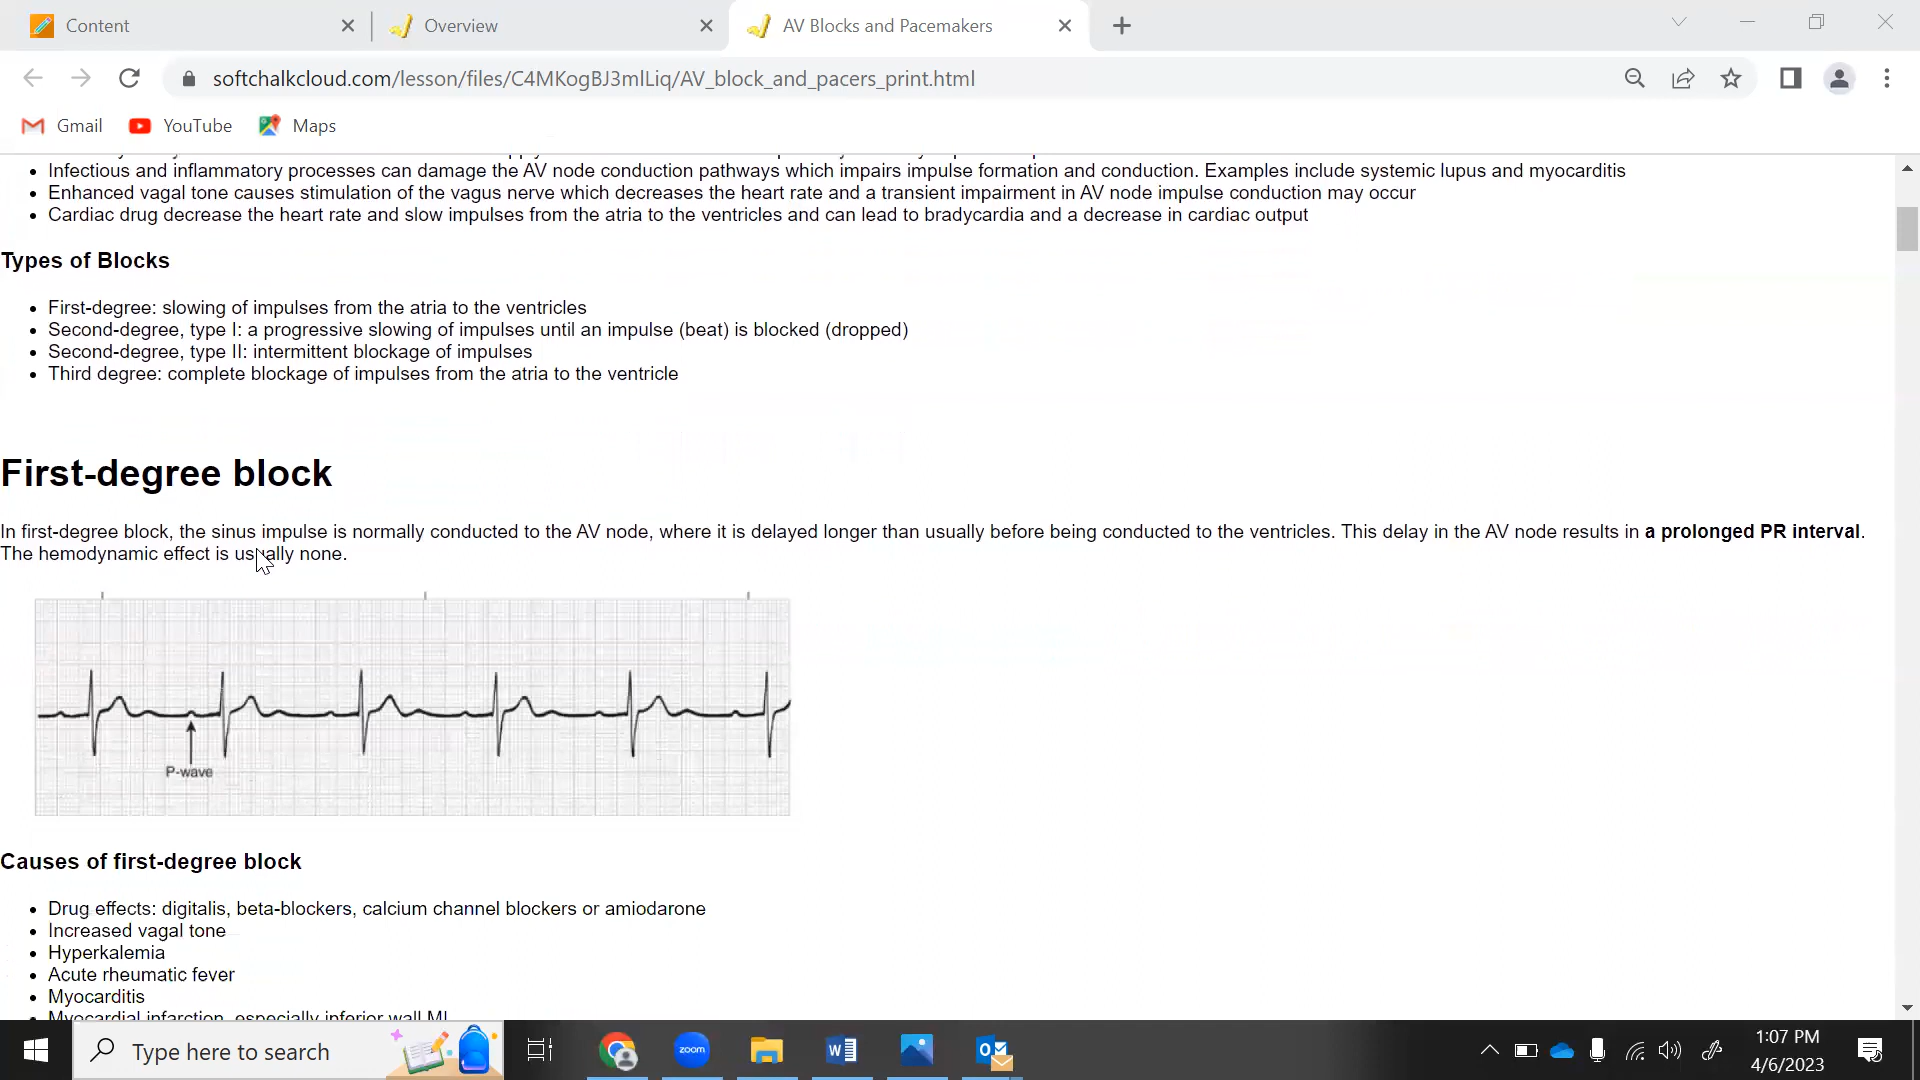 Content
Overview
AV Blocks and Pacemakers
softchalkcloud.com/lesson/files/C4MKogBJ3mlLiq/AV_block_and_pacers_print.html
Gmail
YouTube
Maps
Infectious and inflammatory processes can damage the AV node conduction pathways which impairs impulse formation and conduction. Examples include systemic lupus and myocarditis
Enhanced vagal tone causes stimulation of the vagus nerve which decreases the heart rate and a transient impairment in AV node impulse conduction may occur
Cardiac drug decrease the heart rate and slow impulses from the atria to the ventricles and can lead to bradycardia and a decrease in cardiac output
Types of Blocks
First-degree: slowing of impulses from the atria to the ventricles
Second-degree, type I: a progressive slowing of impulses until an impulse (beat) is blocked (dropped)
Second-degree, type II: intermittent blockage of impulses
Third degree: complete blockage of impulses from the atria to the ventricle
First-degree block
In first-degree block, the sinus impulse is normally conducted to the AV node, where it is delayed longer than usually before being conducted to the ventricles. This delay in the AV node results in a prolonged PR interval.
The hemodynamic effect is usually none.
P-wave
Causes of first-degree block
Drug effects: digitalis, beta-blockers, calcium channel blockers or amiodarone
Increased vagal tone
Hyperkalemia
Acute rheumatic fever
Myocarditis
Myocardial infarction, especially inferior wall MI
Type here to search
zoom
1:07 PM
4/6/2023